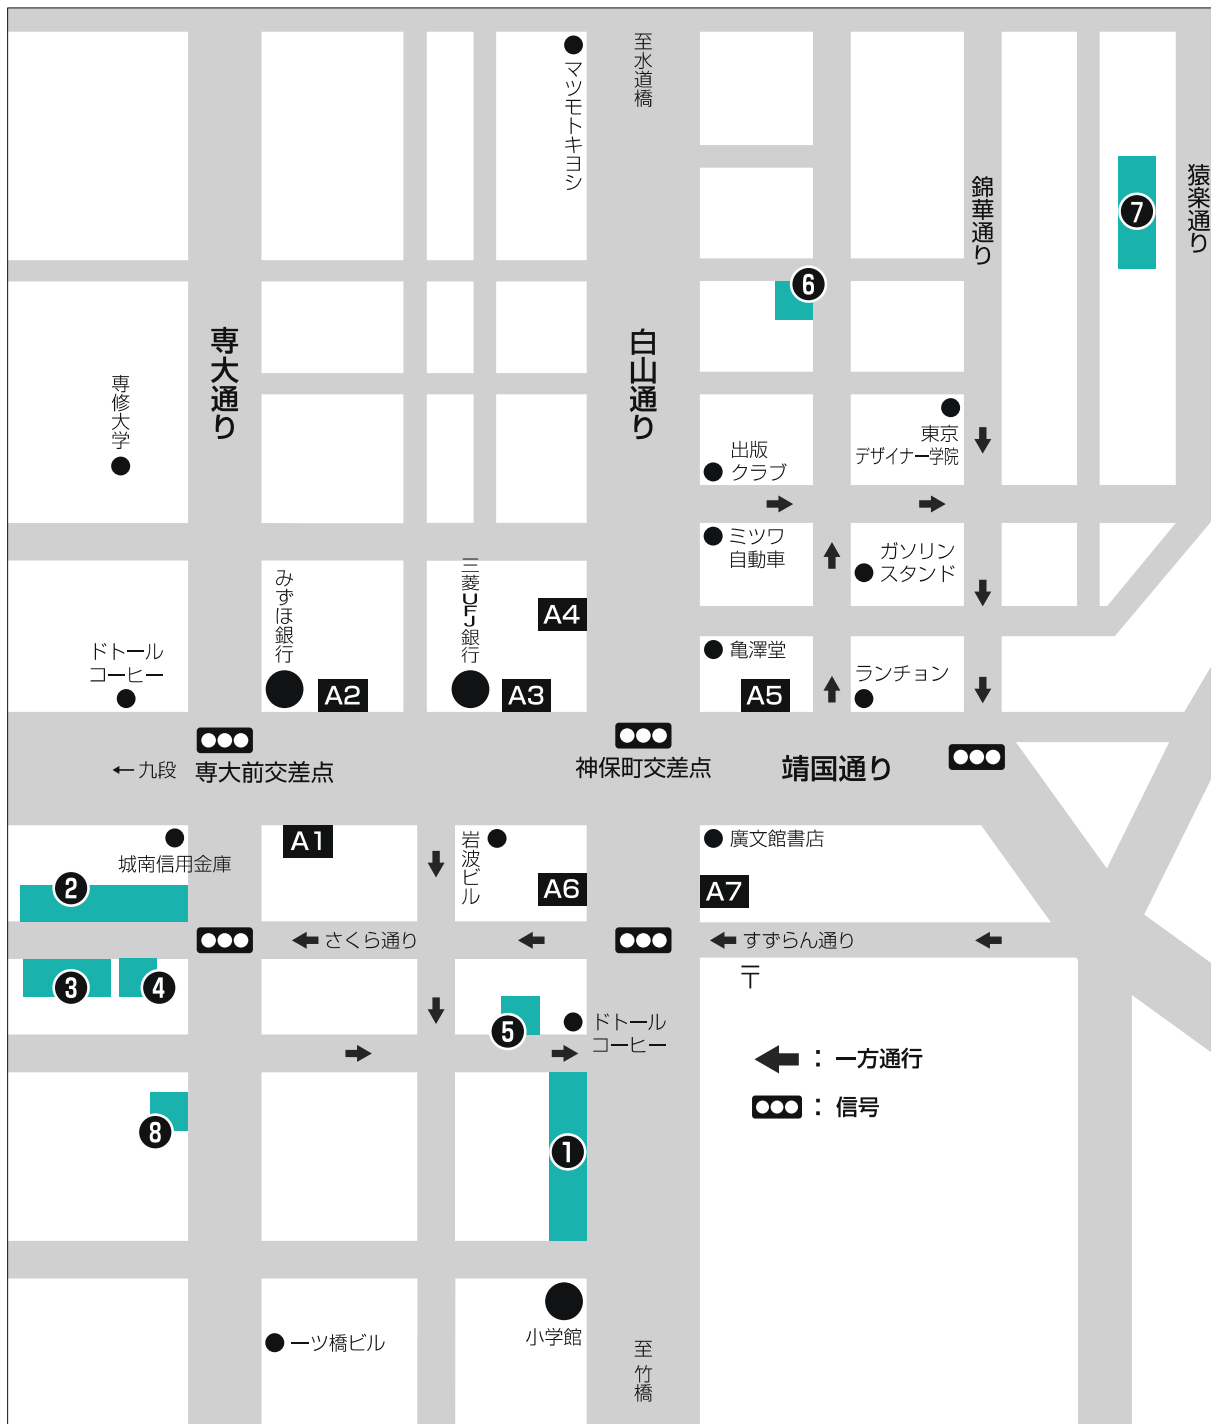 至水道橋
マツモトキヨシ
錦華通り
猿楽通り
7
6
専大通り
白山通り
専修大学
東京
デザイナー学院
出版
クラブ
ミツワ
自動車
ガソリン
スタンド
みずほ銀行
三菱UFJ銀行
A4
ドトール
コーヒー
亀澤堂
ランチョン
A2
A3
A5
←九段
専大前交差点
神保町交差点
靖国通り
城南信用金庫
A1
岩波ビル
廣文館書店
2
A6
A7
さくら通り
すずらん通り
〒
3
4
5
ドトール
コーヒー
：一方通行
：信号
8
1
小学館
一ツ橋ビル
至竹橋